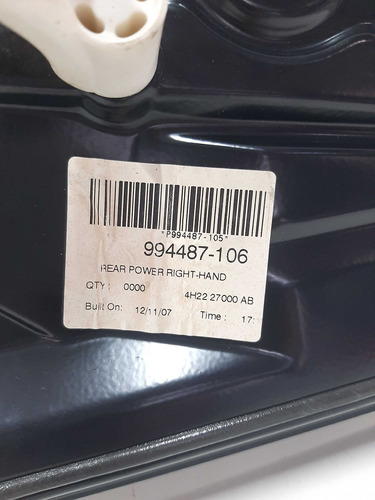 *P994487-105*
994487-106
REAR POWER RIGHT-HAND
QTY : 0000 4H22 27000 AB
Built On: 12/11/07 Time : 17: